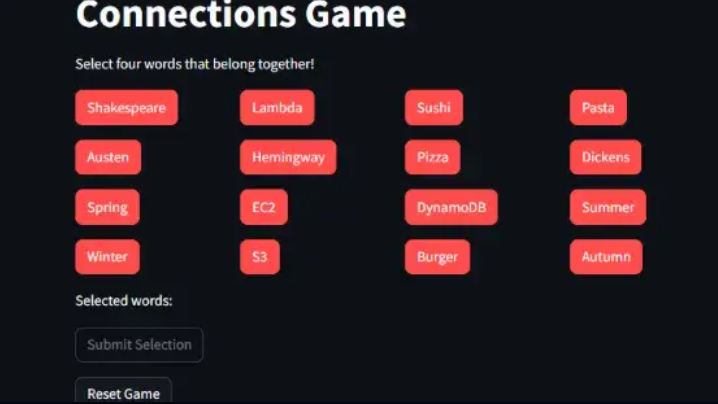 Connections Game
Select four words that belong together!
Shakespeare Lambda Sushi Pasta
Austen Hemingway Pizza Dickens
Spring EC2 DynamoDB Summer
Winter S3 Burger Autumn
Selected words:
Submit Selection
Reset Game